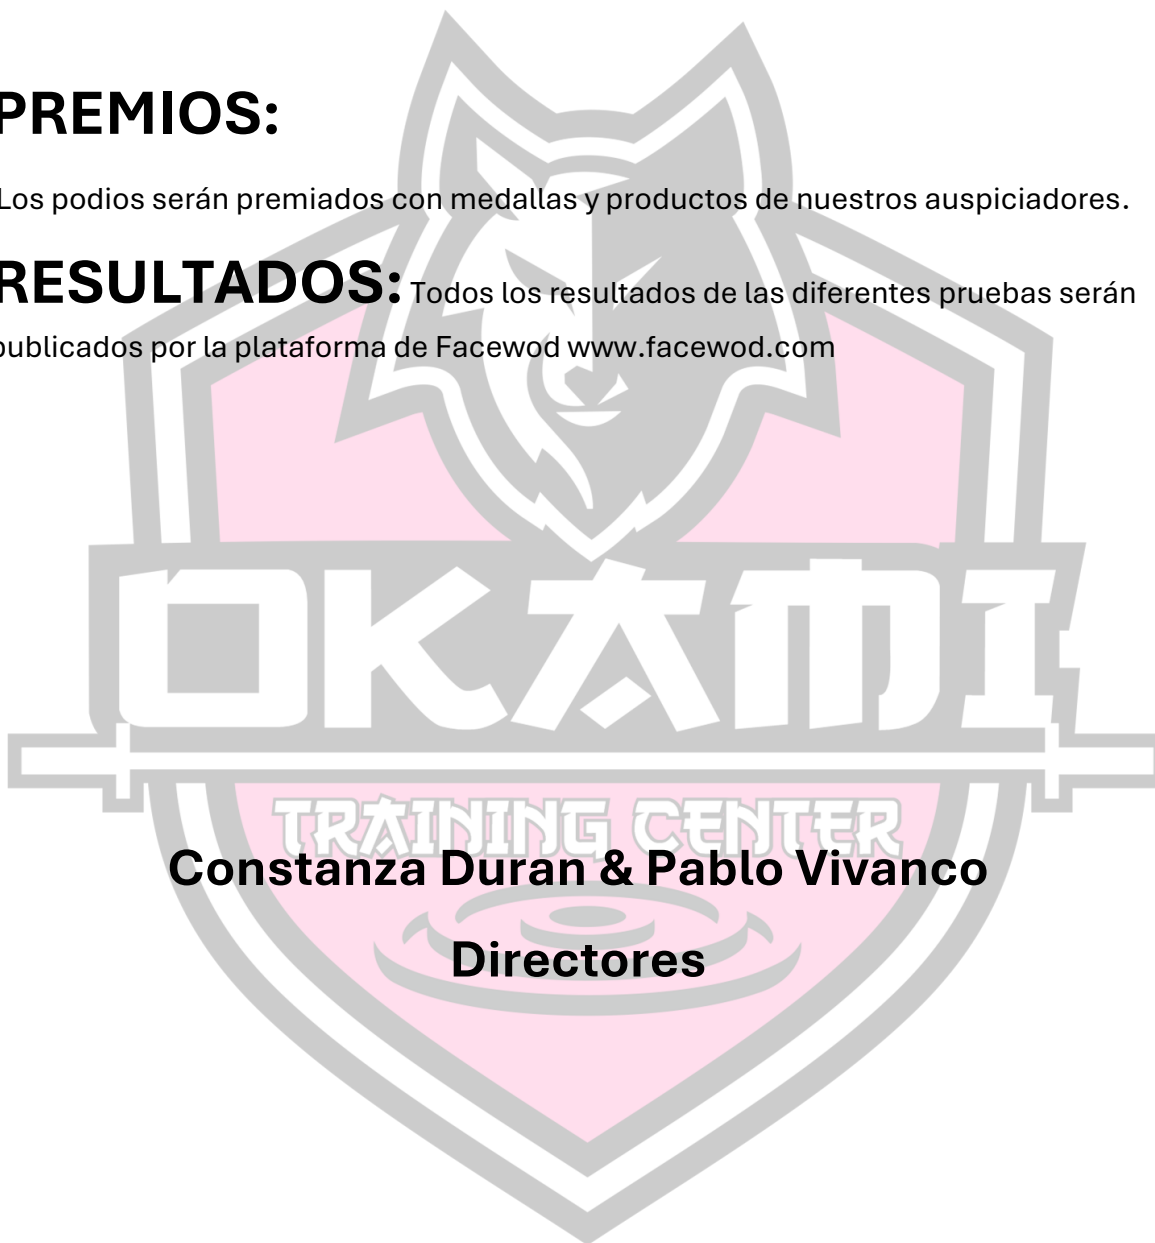 PREMIOS:
Los podios serán premiados con medallas y productos de nuestros auspiciadores.
RESULTADOS: Todos los resultados de las diferentes pruebas serán
publicados por la plataforma de Facewod www.facewod.com
OKAMI
TRAINING CENTER
Constanza Duran & Pablo Vivanco
Directores